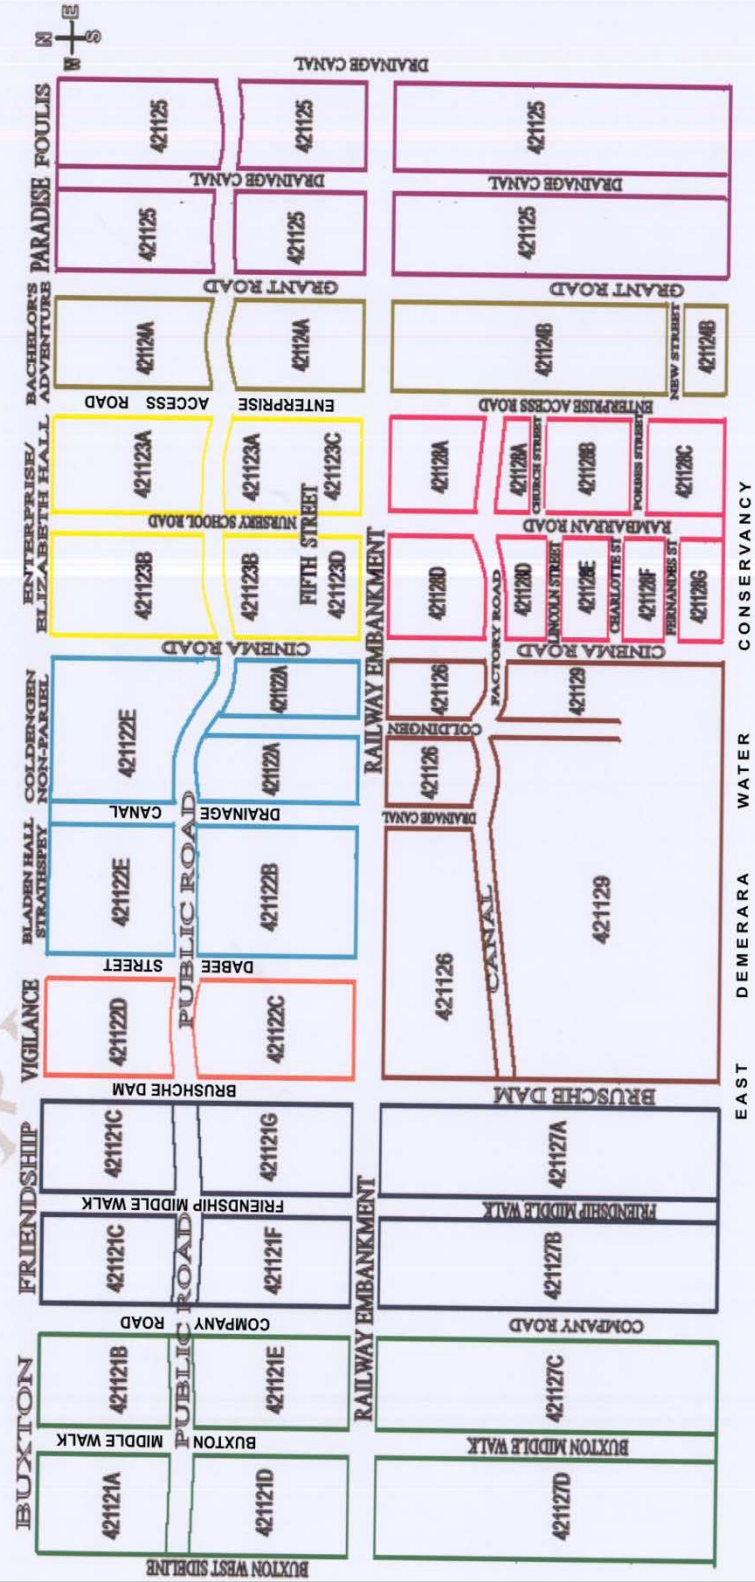 N
W E
S
BUXTON
FRIENDSHIP
VIGILANCE
BLADEN HALL
STRATHSPEY
COLDENGEN
NON-PARIEL
ENTERPRISE/
ELIZABETH HALL
BACHELOR'S
ADVENTURE
PARADISE
FOULIS
BUXTON WEST SIDELINE
421121A
BUXTON MIDDLE WALK
421121B
COMPANY ROAD
421121C
FRIENDSHIP MIDDLE WALK
421121C
BRUSHCHE DAM
421122D
DABEE STREET
421122E
DRAINAGE CANAL
421122E
CINEMA ROAD
421123B
NURSERY SCHOOL ROAD
421123A
ENTERPRISE ACCESS ROAD
421124A
GRANT ROAD
421125
DRAINAGE CANAL
421125
DRAINAGE CANAL
PUBLIC ROAD
PUBLIC ROAD
421121D
421121E
421121F
421121G
421122C
421122B
421122A
421122A
421123B
421123A
FIFTH STREET
421123D
421123C
421124A
421125
421125
RAILWAY EMBANKMENT
RAILWAY EMBANKMENT
RAILWAY EMBANKMENT
421127D
BUXTON MIDDLE WALK
421127C
COMPANY ROAD
421127B
FRIENDSHIP MIDDLE WALK
421127A
BRUSCHE DAM
421126
CANAL
421129
DRAINAGE CANAL
421126
COLDINGEN
421126
421129
FACTORY ROAD
CINEMA ROAD
421128D
421128D
LINCOLN STREET
421128E
CHARLOTTE ST
421128F
FERNANDES ST
421128G
RAMBARRAN ROAD
421128A
421128A
CHURCH STREET
421128B
FORBES STREET
421128C
ENTERPRISE ACCESS ROAD
421124B
NEW STREET
421124B
GRANT ROAD
421125
DRAINAGE CANAL
421125
EAST DEMERARA WATER CONSERVANCY